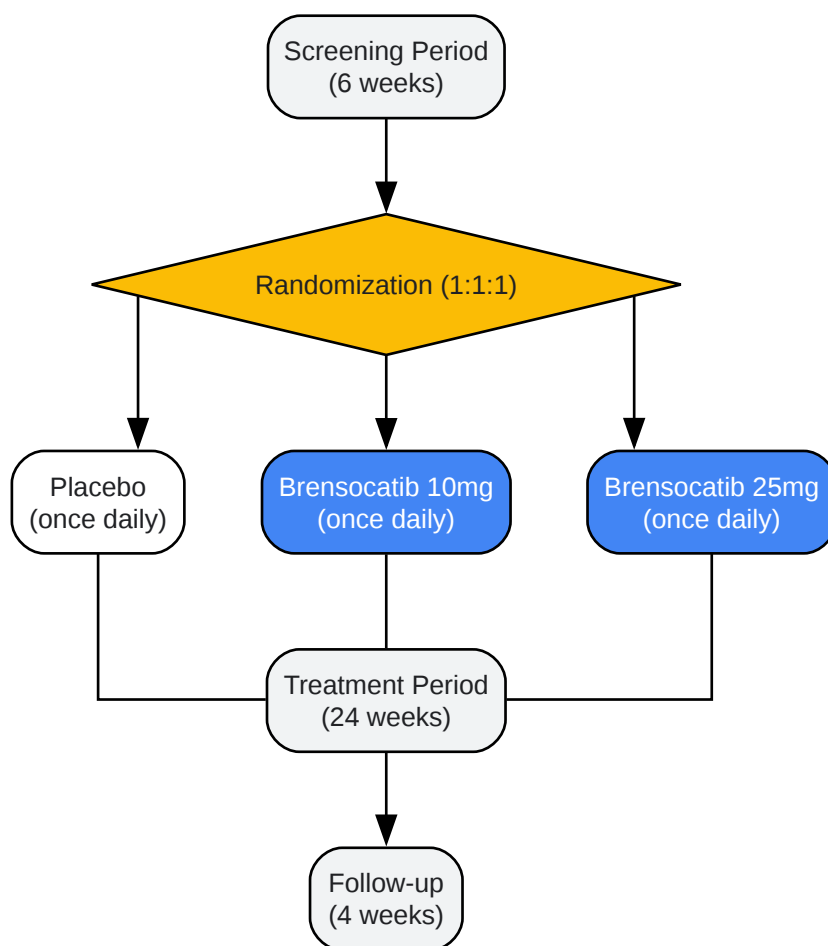 Screening Period
(6 weeks)
Randomization (1:1:1)
Placebo
(once daily)
Brensocatib 10mg
(once daily)
Brensocatib 25mg
(once daily)
Treatment Period
(24 weeks)
Follow-up
(4 weeks)